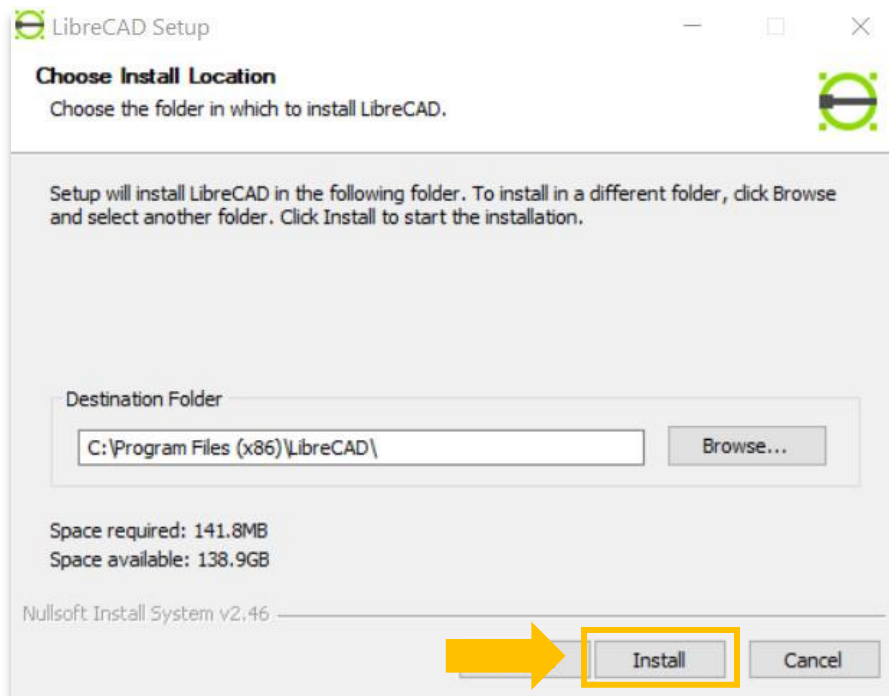 LibreCAD Setup
Choose Install Location
Choose the folder in which to install LibreCAD.
Setup will install LibreCAD in the following folder. To install in a different folder, click Browse
and select another folder. Click Install to start the installation.
Destination Folder
C:\Program Files (x86)\LibreCAD\
Browse...
Space required: 141.8MB
Space available: 138.9GB
Nullsoft Install System v2.46
Install
Cancel